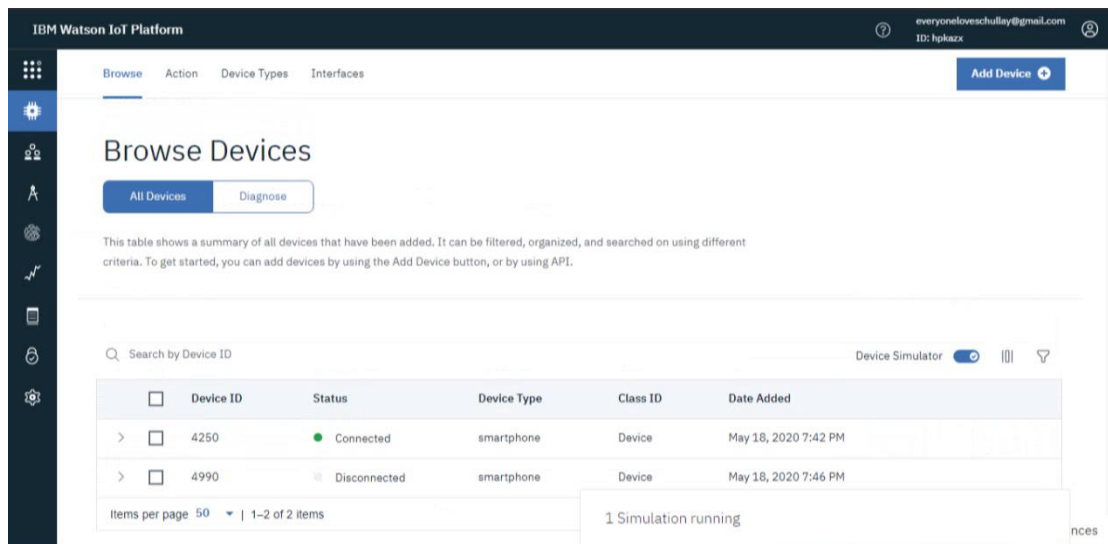 IBM Watson IoT Platform
everyoneloveschullay@gmail.com
ID: hpkazx
Browse Action Device Types Interfaces
Add Device
Browse Devices
All Devices Diagnose
This table shows a summary of all devices that have been added. It can be filtered, organized, and searched on using different
criteria. To get started, you can add devices by using the Add Device button, or by using API.
Search by Device ID
Device Simulator
Device ID Status Device Type Class ID Date Added
4250 Connected smartphone Device May 18, 2020 7:42 PM
4990 Disconnected smartphone Device May 18, 2020 7:46 PM
Items per page 50 | 1–2 of 2 items
1 Simulation running
nces